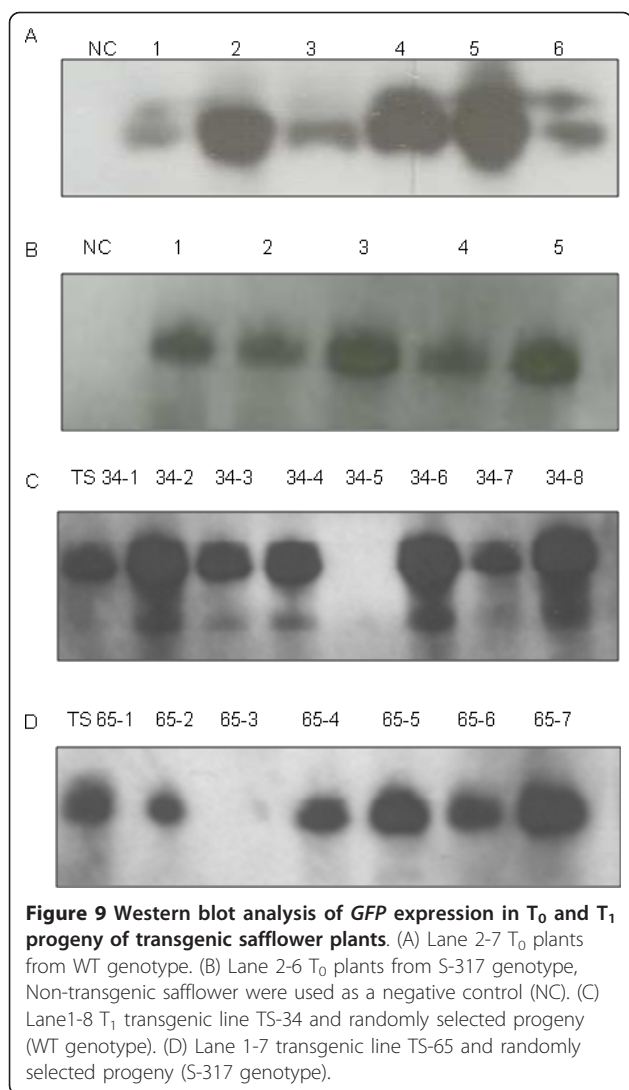 A
NC 1 2 3 4 5 6
B
NC 1 2 3 4 5
C
TS 34-1 34-2 34-3 34-4 34-5 34-6 34-7 34-8
D
TS 65-1 65-2 65-3 65-4 65-5 65-6 65-7
Figure 9 Western blot analysis of GFP expression in T₀ and T₁
progeny of transgenic safflower plants. (A) Lane 2-7 T₀ plants
from WT genotype. (B) Lane 2-6 T₀ plants from S-317 genotype,
Non-transgenic safflower were used as a negative control (NC). (C)
Lane1-8 T₁ transgenic line TS-34 and randomly selected progeny
(WT genotype). (D) Lane 1-7 transgenic line TS-65 and randomly
selected progeny (S-317 genotype).